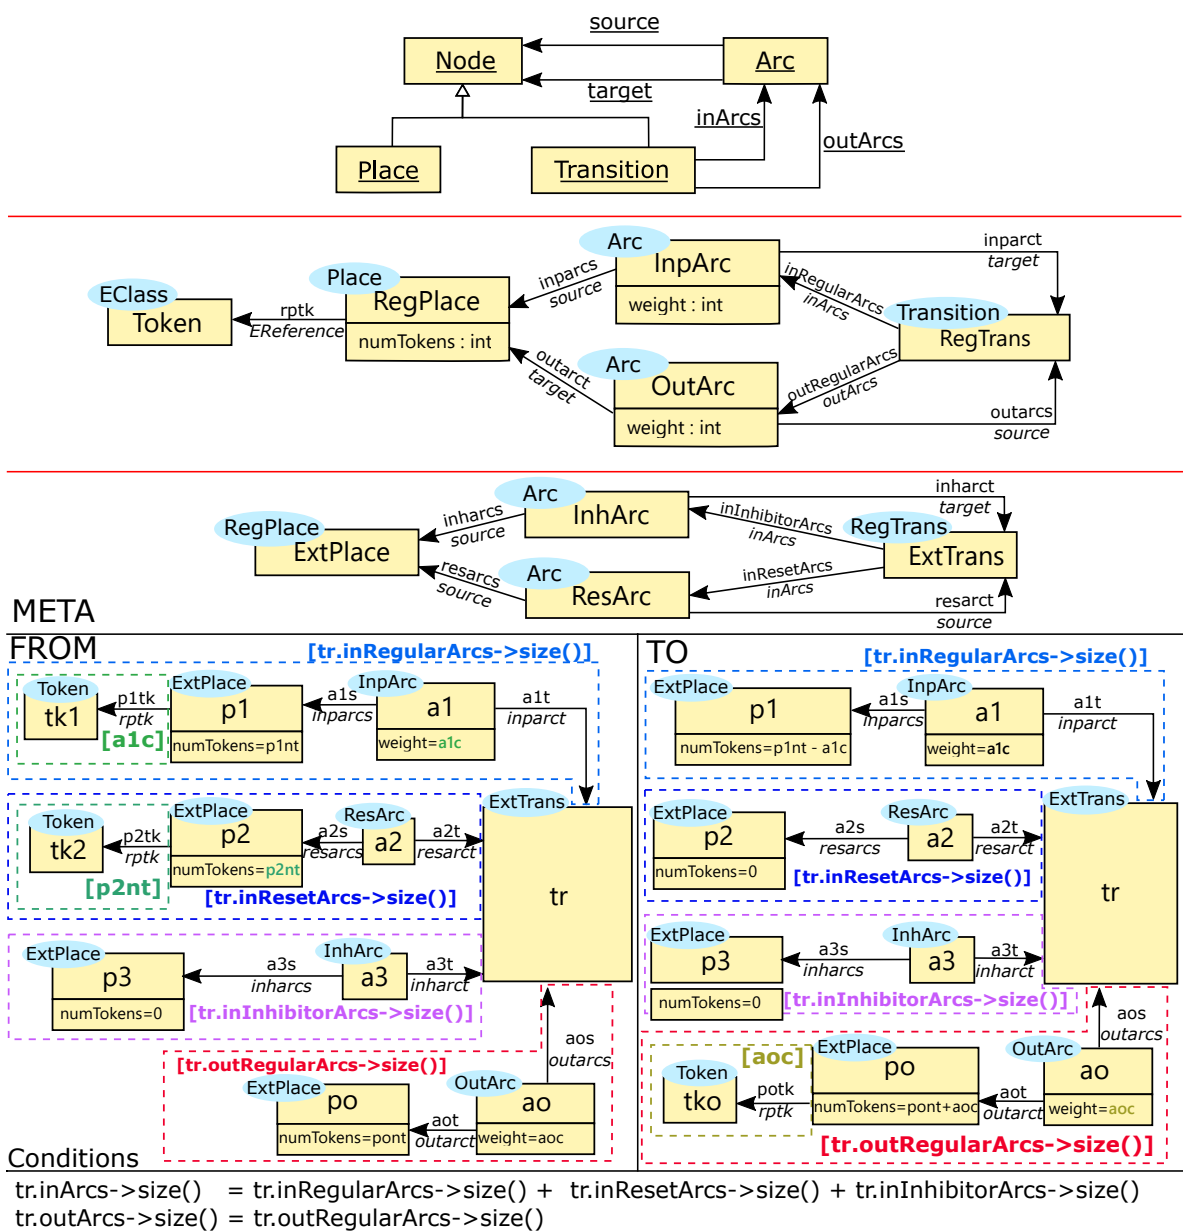 source
Node
Arc
target
inArcs
outArcs
Place
Transition
Arc
inparct
target
InpArc
inparcs
source
inRegularArcs
inArcs
Place
EClass
RegPlace
weight : int
Transition
Token
rptk
EReference
RegTrans
numTokens : int
outarct
target
Arc
OutArc
outRegularArcs
outArcs
outarcs
source
weight : int
Arc
inharct
target
InhArc
inharcs
source
inInhibitorArcs
inArcs
RegPlace
RegTrans
ExtPlace
ExtTrans
resarcs
source
Arc
ResArc
inResetArcs
inArcs
resarct
source
META
FROM
[tr.inRegularArcs->size()]
Token
tk1
p1tk
rptk
[a1c]
ExtPlace
p1
numTokens=p1nt
a1s
inparcs
InpArc
a1
weight=a1c
a1t
inparct
ExtTrans
tr
Token
tk2
p2tk
rptk
[p2nt]
ExtPlace
p2
numTokens=p2nt
a2s
resarcs
ResArc
a2
a2t
resarct
[tr.inResetArcs->size()]
ExtPlace
p3
numTokens=0
a3s
inharcs
InhArc
a3
a3t
inharct
[tr.inInhibitorArcs->size()]
aos
outarcs
[tr.outRegularArcs->size()]
ExtPlace
po
numTokens=pont
aot
outarct
OutArc
ao
weight=aoc
TO
[tr.inRegularArcs->size()]
ExtPlace
p1
numTokens=p1nt - a1c
a1s
inparcs
InpArc
a1
weight=a1c
a1t
inparct
ExtTrans
tr
ExtPlace
p2
numTokens=0
a2s
resarcs
ResArc
a2
a2t
resarct
[tr.inResetArcs->size()]
ExtPlace
p3
numTokens=0
a3s
inharcs
InhArc
a3
a3t
inharct
[tr.inInhibitorArcs->size()]
aos
outarcs
[aoc]
Token
tko
potk
rptk
ExtPlace
po
numTokens=pont+aoc
aot
outarct
OutArc
ao
weight=aoc
[tr.outRegularArcs->size()]
Conditions
tr.inArcs->size() = tr.inRegularArcs->size() + tr.inResetArcs->size() + tr.inInhibitorArcs->size()
tr.outArcs->size() = tr.outRegularArcs->size()